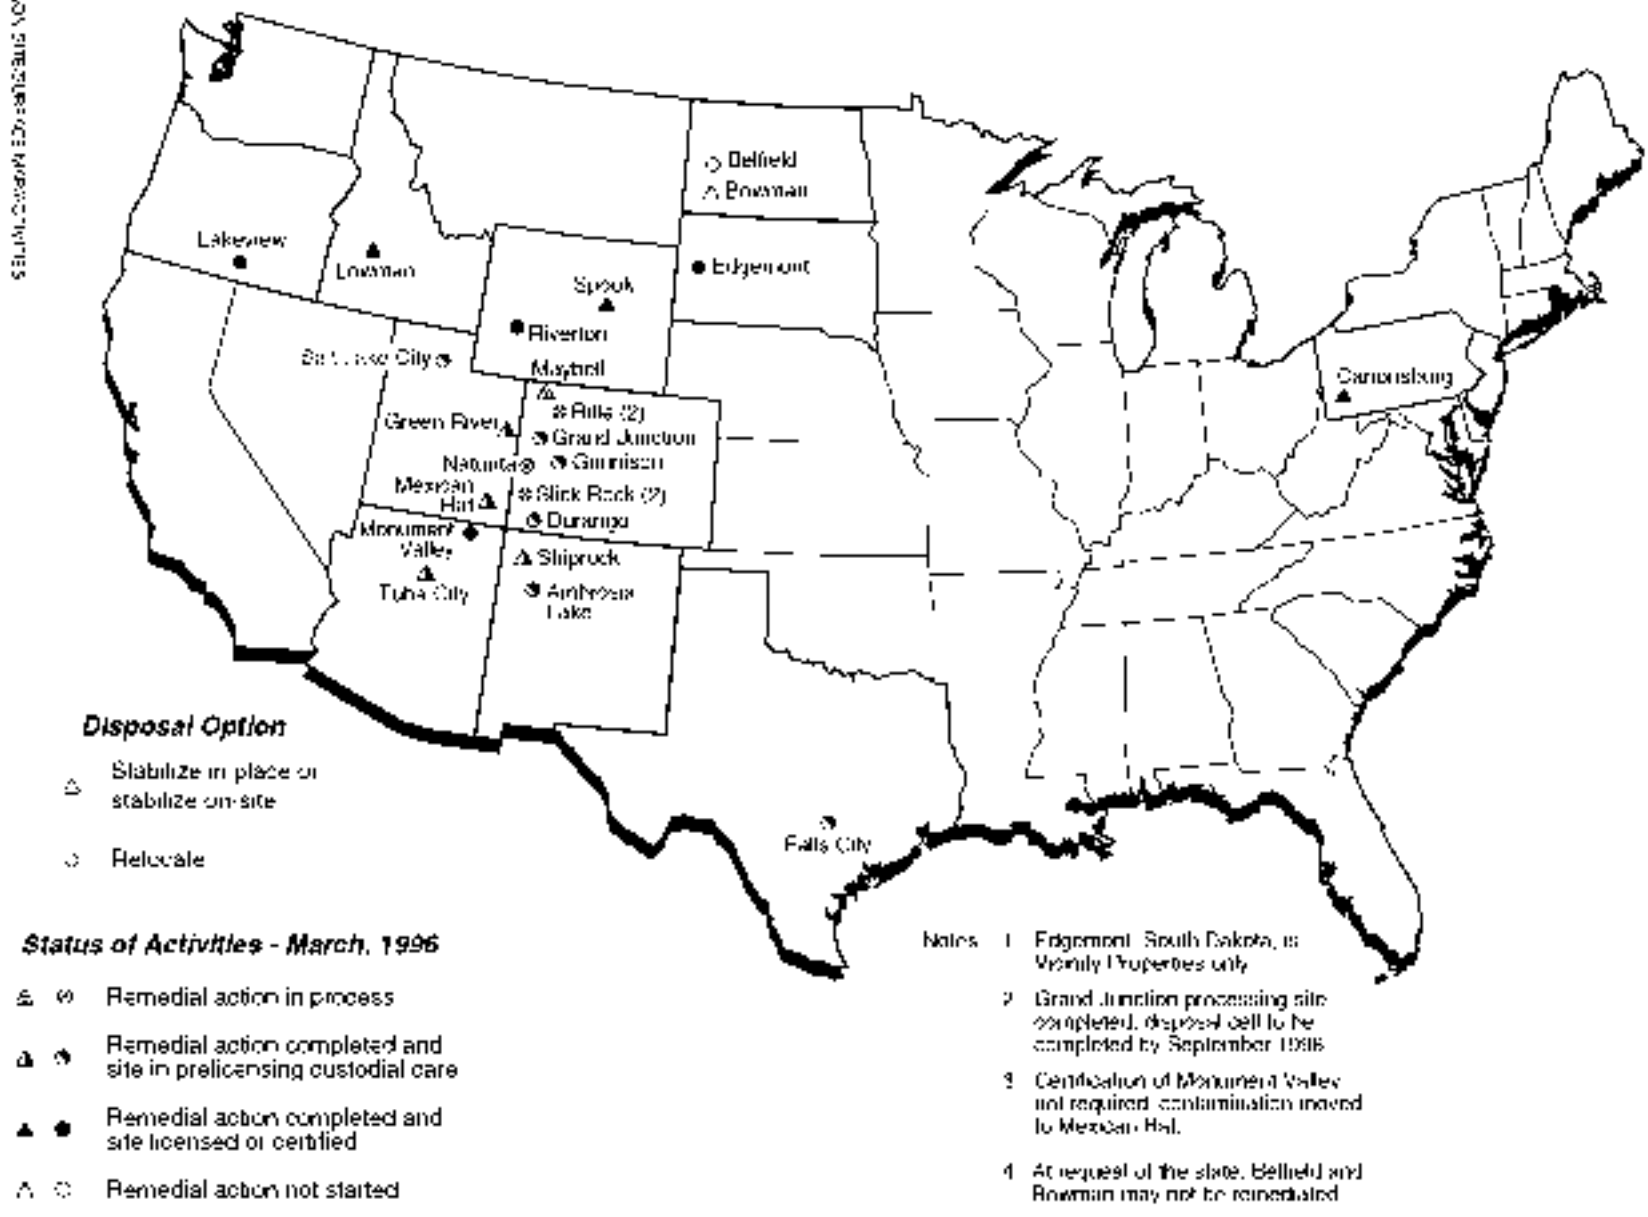 Belfield
Bowman
Lakeview
Lowman
Edgemont
Spook
Riverton
Salt Lake City
Maybell
Canonsburg
Rifle (2)
Green River
Grand Junction
Naturita
Gunnison
Mexican
Hat
Slick Rock (2)
Durango
Monument
Valley
Shiprock
Tuba City
Ambrosia
Lake
Falls City
Disposal Option
Stabilize in place or
stabilize on-site
Relocate
Status of Activities - March, 1996
Remedial action in process
Remedial action completed and
site in prelicensing custodial care
Remedial action completed and
site licensed or certified
Remedial action not started
Notes 1 Edgemont, South Dakota, is
Vicinity Properties only
2 Grand Junction processing site
completed, disposal cell to be
completed by September 1996
3 Certification of Monument Valley
not required, contamination moved
to Mexican Hat.
4 At request of the state, Belfield and
Bowman may not be remediated